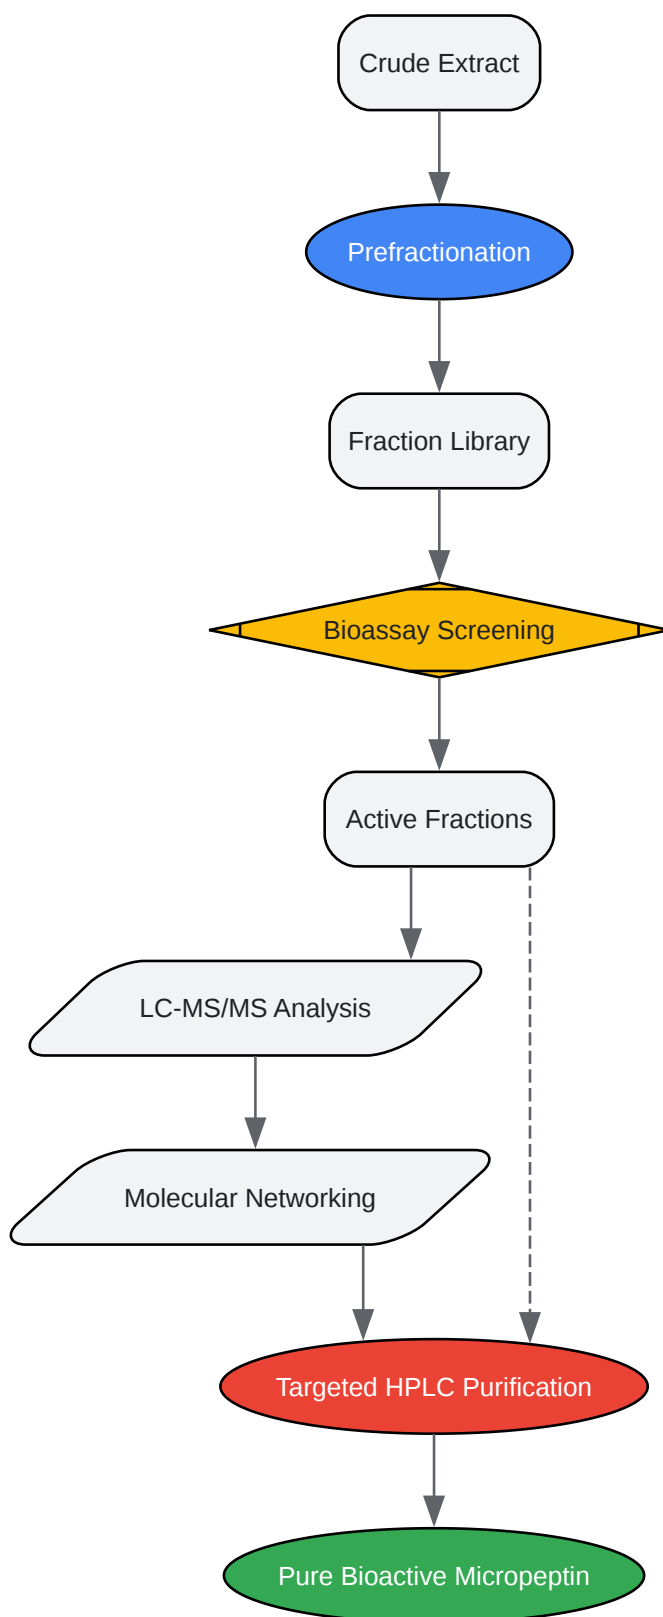 Crude Extract
Prefractionation
Fraction Library
Bioassay Screening
Active Fractions
LC-MS/MS Analysis
Molecular Networking
Targeted HPLC Purification
Pure Bioactive Micropeptin